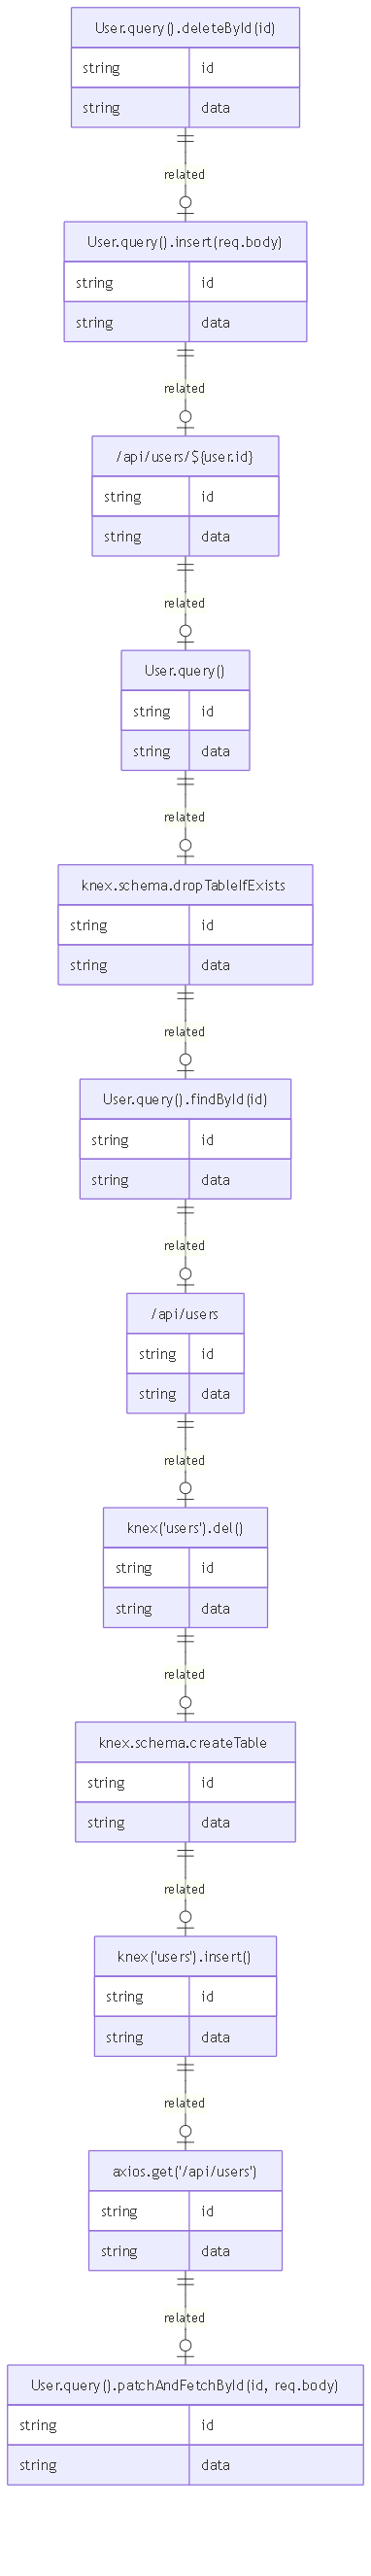 User.query().deleteById(id)
string id
string data
related
User.query().insert(req.body)
string id
string data
related
/api/users/${user.id}
string id
string data
related
User.query()
string id
string data
related
knex.schema.dropTableIfExists
string id
string data
related
User.query().findById(id)
string id
string data
related
/api/users
string id
string data
related
knex('users').del()
string id
string data
related
knex.schema.createTable
string id
string data
related
knex('users').insert()
string id
string data
related
axios.get('/api/users')
string id
string data
related
User.query().patchAndFetchById(id, req.body)
string id
string data